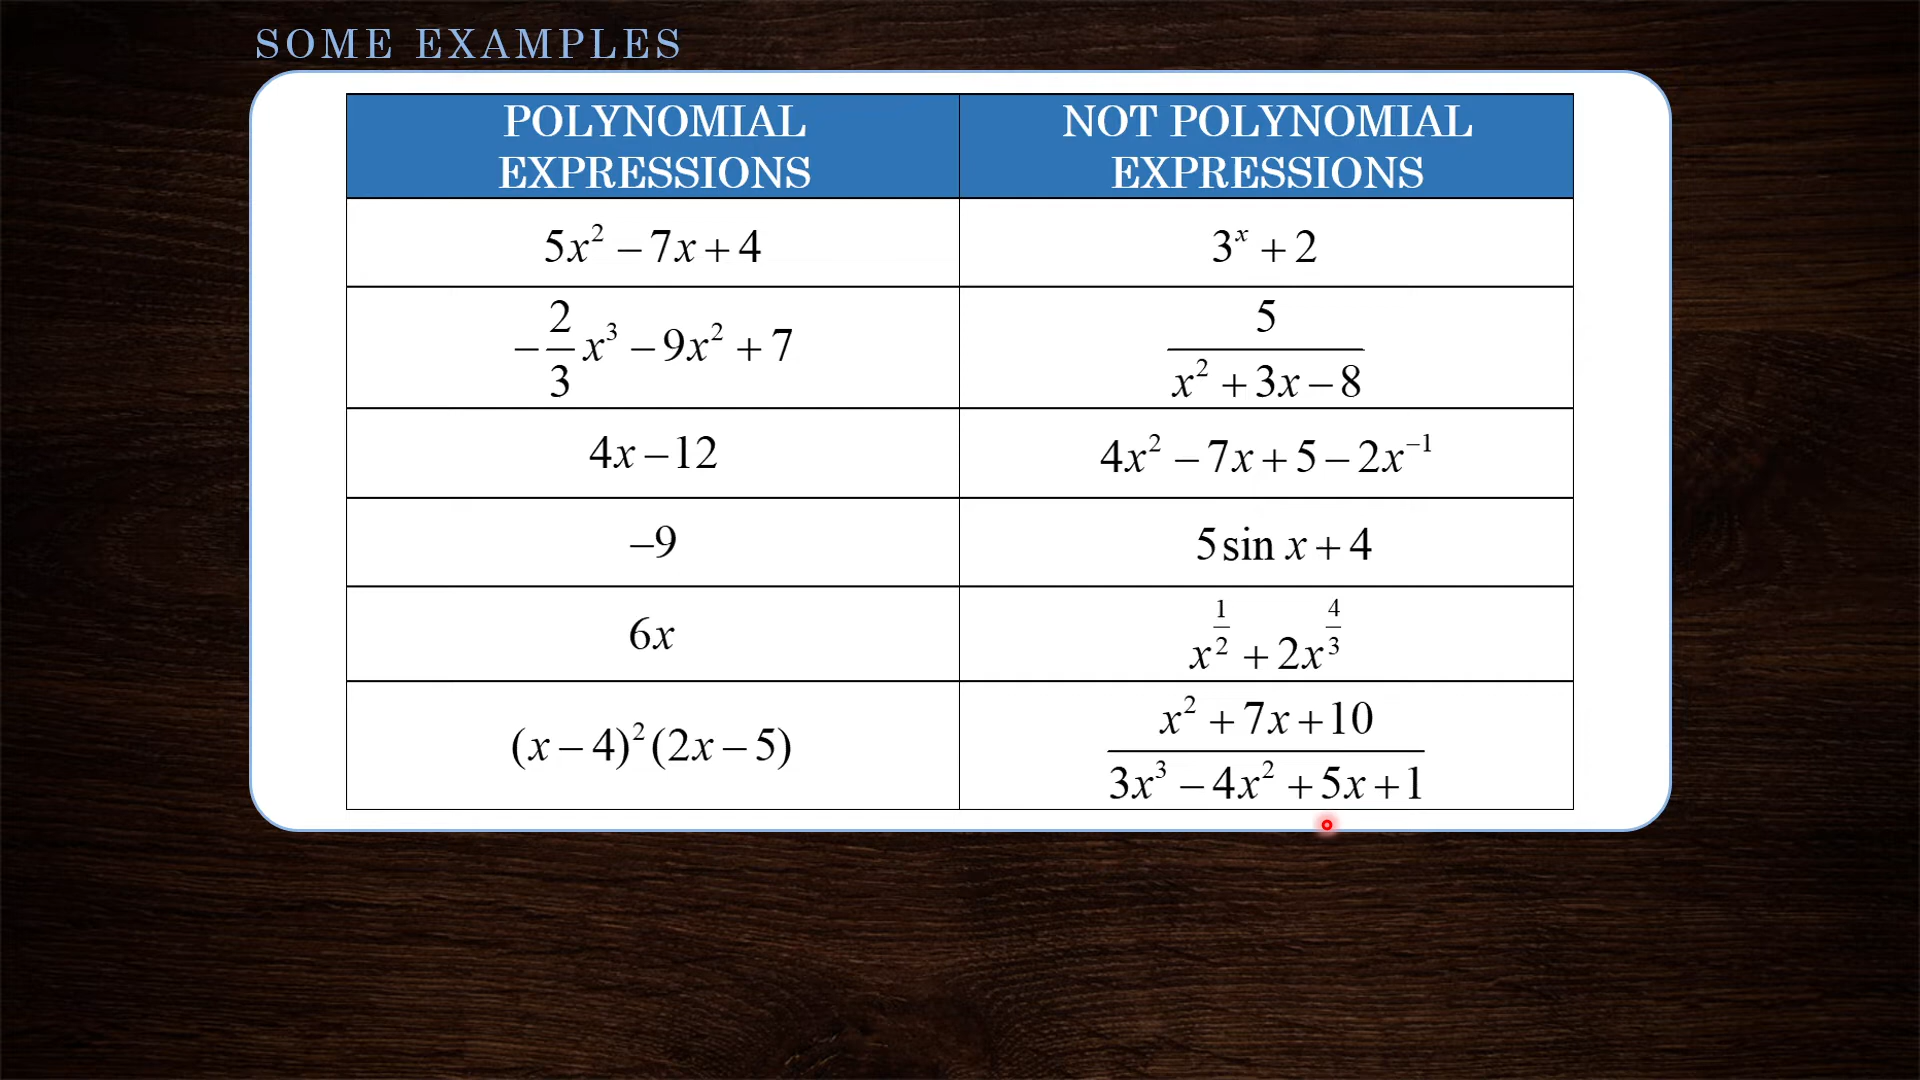 SOME EXAMPLES
POLYNOMIAL EXPRESSIONS
NOT POLYNOMIAL EXPRESSIONS
5x² – 7x + 4
3ˣ + 2
–2/3 x³ – 9x² + 7
5/(x² + 3x – 8)
4x – 12
4x² – 7x + 5 – 2x⁻¹
–9
5 sin x + 4
6x
x^(1/2) + 2x^(4/3)
(x – 4)²(2x – 5)
(x² + 7x + 10)/(3x³ – 4x² + 5x + 1)